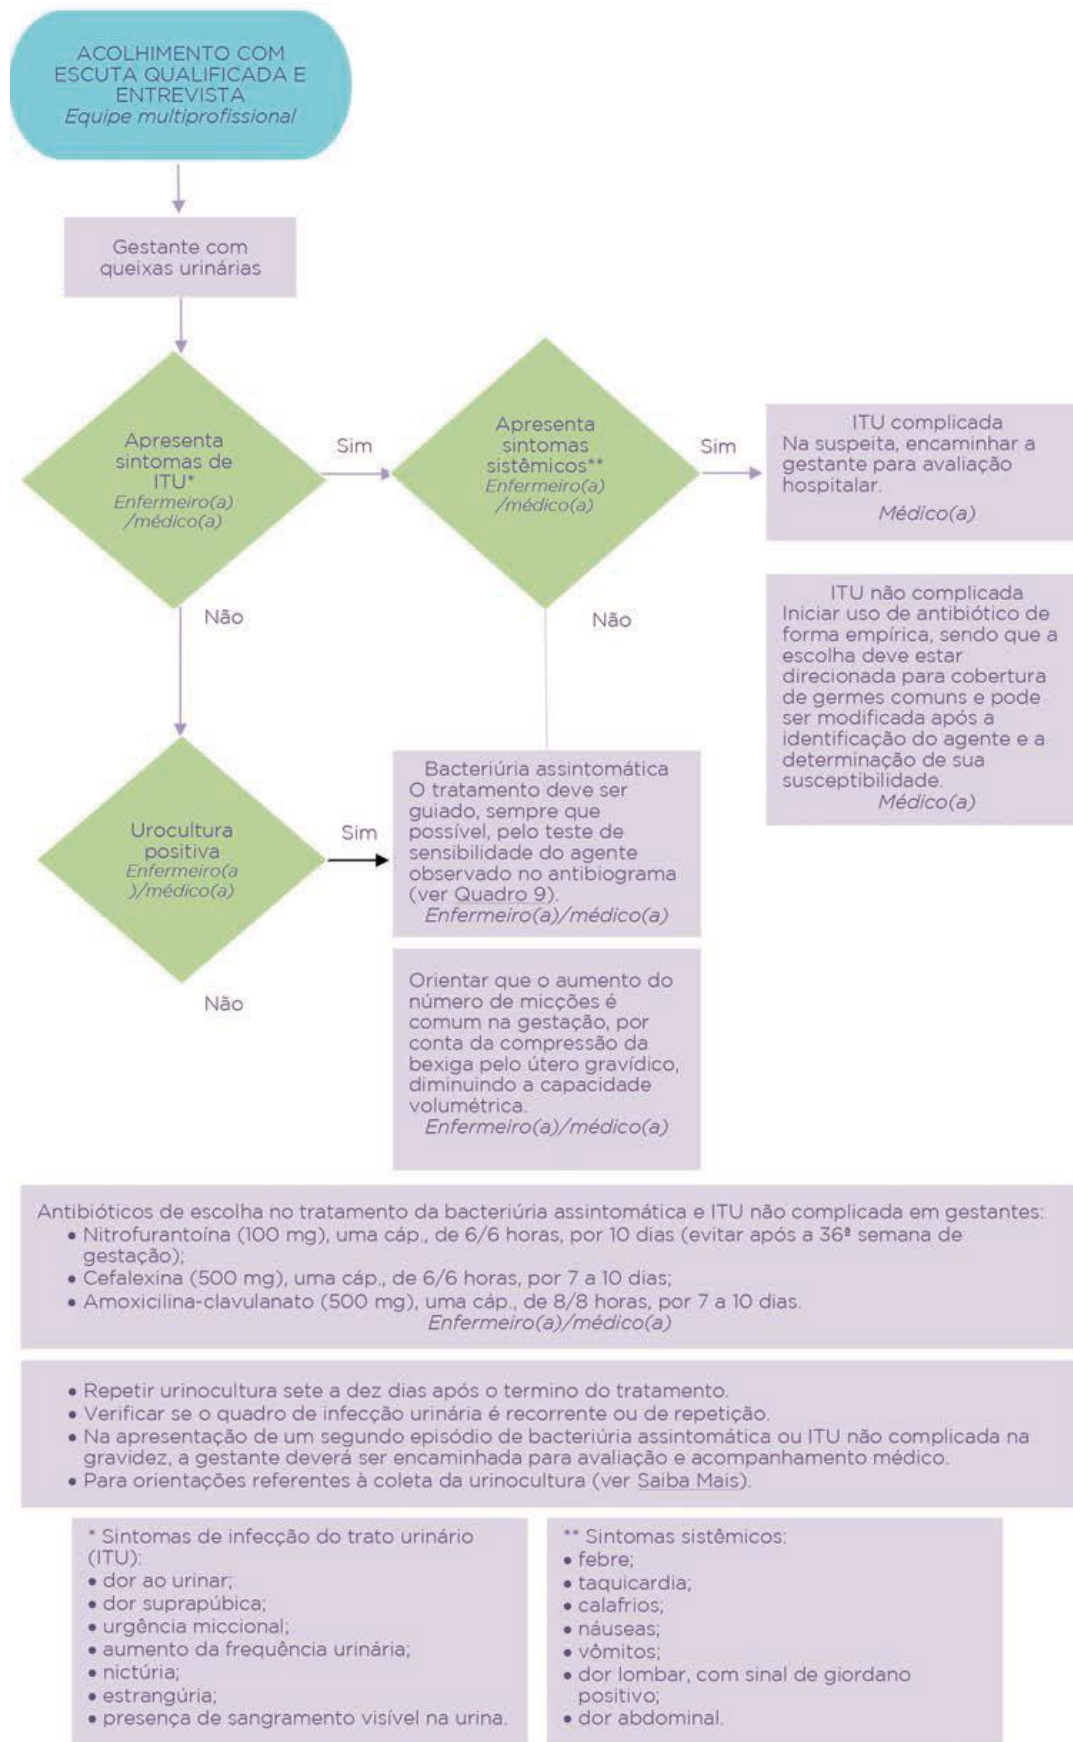 ACOLHIMENTO COM
ESCUTA QUALIFICADA E
ENTREVISTA
Equipe multiprofissional
Gestante com
queixas urinárias
Apresenta
sintomas de
ITU*
Enfermeiro(a)
/médico(a)
Sim
Apresenta
sintomas
sistêmicos**
Enfermeiro(a)
/médico(a)
Sim
ITU complicada
Na suspeita, encaminhar a
gestante para avaliação
hospitalar.
Médico(a)
Não
Não
ITU não complicada
Iniciar uso de antibiótico de
forma empírica, sendo que a
escolha deve estar
direcionada para cobertura
de germes comuns e pode
ser modificada após a
identificação do agente e a
determinação de sua
susceptibilidade.
Médico(a)
Urocultura
positiva
Enfermeiro(a
)/médico(a)
Sim
Bacteriúria assintomática
O tratamento deve ser
guiado, sempre que
possível, pelo teste de
sensibilidade do agente
observado no antibiograma
(ver Quadro 9).
Enfermeiro(a)/médico(a)
Não
Orientar que o aumento do
número de micções é
comum na gestação, por
conta da compressão da
bexiga pelo útero gravídico,
diminuindo a capacidade
volumétrica.
Enfermeiro(a)/médico(a)
Antibióticos de escolha no tratamento da bacteriúria assintomática e ITU não complicada em gestantes:
• Nitrofurantoína (100 mg), uma cáp., de 6/6 horas, por 10 dias (evitar após a 36ª semana de
gestação);
• Cefalexina (500 mg), uma cáp., de 6/6 horas, por 7 a 10 dias;
• Amoxicilina-clavulanato (500 mg), uma cáp., de 8/8 horas, por 7 a 10 dias.
Enfermeiro(a)/médico(a)
• Repetir urinocultura sete a dez dias após o termino do tratamento.
• Verificar se o quadro de infecção urinária é recorrente ou de repetição.
• Na apresentação de um segundo episódio de bacteriúria assintomática ou ITU não complicada na
gravidez, a gestante deverá ser encaminhada para avaliação e acompanhamento médico.
• Para orientações referentes à coleta da urinocultura (ver Saiba Mais).
* Sintomas de infecção do trato urinário
(ITU):
• dor ao urinar;
• dor suprapúbica;
• urgência miccional;
• aumento da frequência urinária;
• nictúria;
• estrangúria;
• presença de sangramento visível na urina.
** Sintomas sistêmicos:
• febre;
• taquicardia;
• calafrios;
• náuseas;
• vômitos;
• dor lombar, com sinal de giordano
positivo;
• dor abdominal.